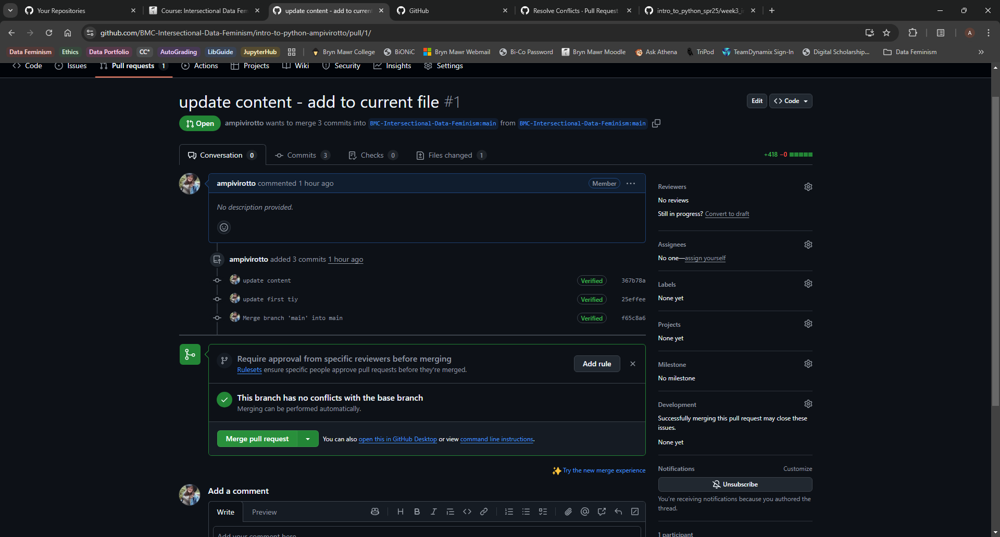 Your Repositories
Course: Intersectional Data Fem
update content - add to current
GitHub
Resolve Conflicts · Pull Request
intro_to_python_spr25/week3_i
github.com/BMC-Intersectional-Data-Feminism/intro-to-python-ampivirotto/pull/1/
A
Data Feminism
Ethics
Data Portfolio
CC*
AutoGrading
LibGuide
JupyterHub
Bryn Mawr College
BiONiC
Bryn Mawr Webmail
Bi-Co Password
Bryn Mawr Moodle
Ask Athena
TriPod
TeamDynamix Sign-In
Digital Scholarship...
Data Feminism
Code
Issues
Pull requests 1
Actions
Projects
Wiki
Security
Insights
Settings
update content - add to current file #1
Edit
Code
Open
ampivirotto wants to merge 3 commits into BMC-Intersectional-Data-Feminism:main from BMC-Intersectional-Data-Feminism:main
Conversation 0
Commits 3
Checks 0
Files changed 1
+418 −0
ampivirotto commented 1 hour ago
Member
No description provided.
ampivirotto added 3 commits 1 hour ago
update content
Verified
367b78a
update first tiy
Verified
25effee
Merge branch 'main' into main
Verified
f65c8a6
Require approval from specific reviewers before merging
Rulesets ensure specific people approve pull requests before they're merged.
Add rule
This branch has no conflicts with the base branch
Merging can be performed automatically.
Merge pull request
You can also open this in GitHub Desktop or view command line instructions.
Try the new merge experience
Add a comment
Write
Preview
Add your comment here...
Reviewers
No reviews
Still in progress? Convert to draft
Assignees
No one—assign yourself
Labels
None yet
Projects
None yet
Milestone
No milestone
Development
Successfully merging this pull request may close these
issues.
None yet
Notifications
Customize
Unsubscribe
You're receiving notifications because you authored the
thread.
1 participant